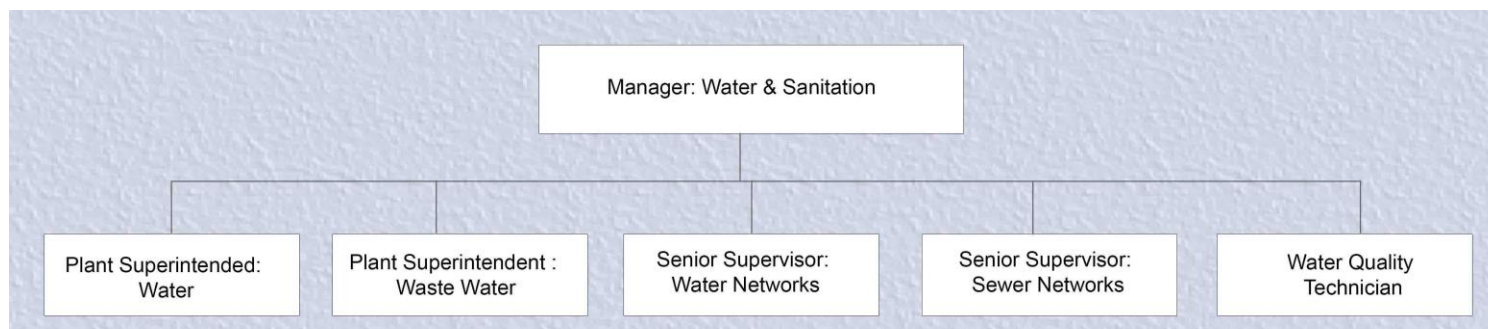 Manager: Water & Sanitation
Plant Superintended:
Water
Plant Superintendent :
Waste Water
Senior Supervisor:
Water Networks
Senior Supervisor:
Sewer Networks
Water Quality
Technician